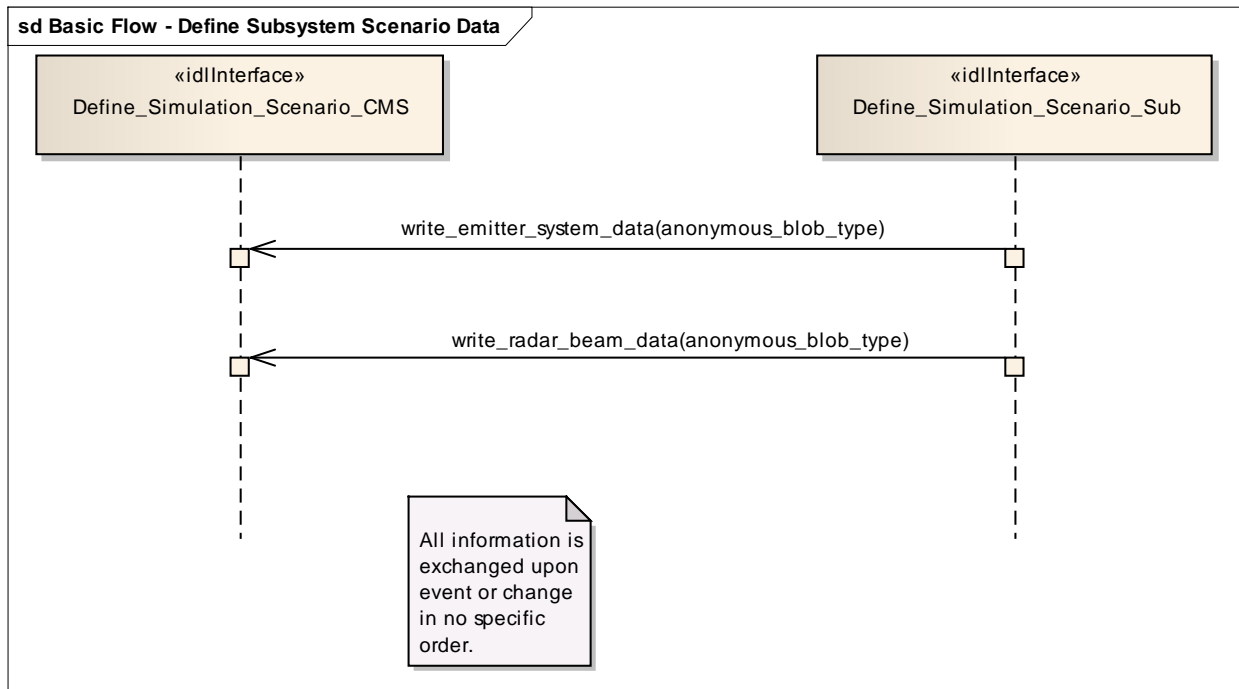 sd Basic Flow - Define Subsystem Scenario Data
«idlInterface»
Define_Simulation_Scenario_CMS
«idlInterface»
Define_Simulation_Scenario_Sub
write_emitter_system_data(anonymous_blob_type)
write_radar_beam_data(anonymous_blob_type)
All information is
exchanged upon
event or change
in no specific
order.